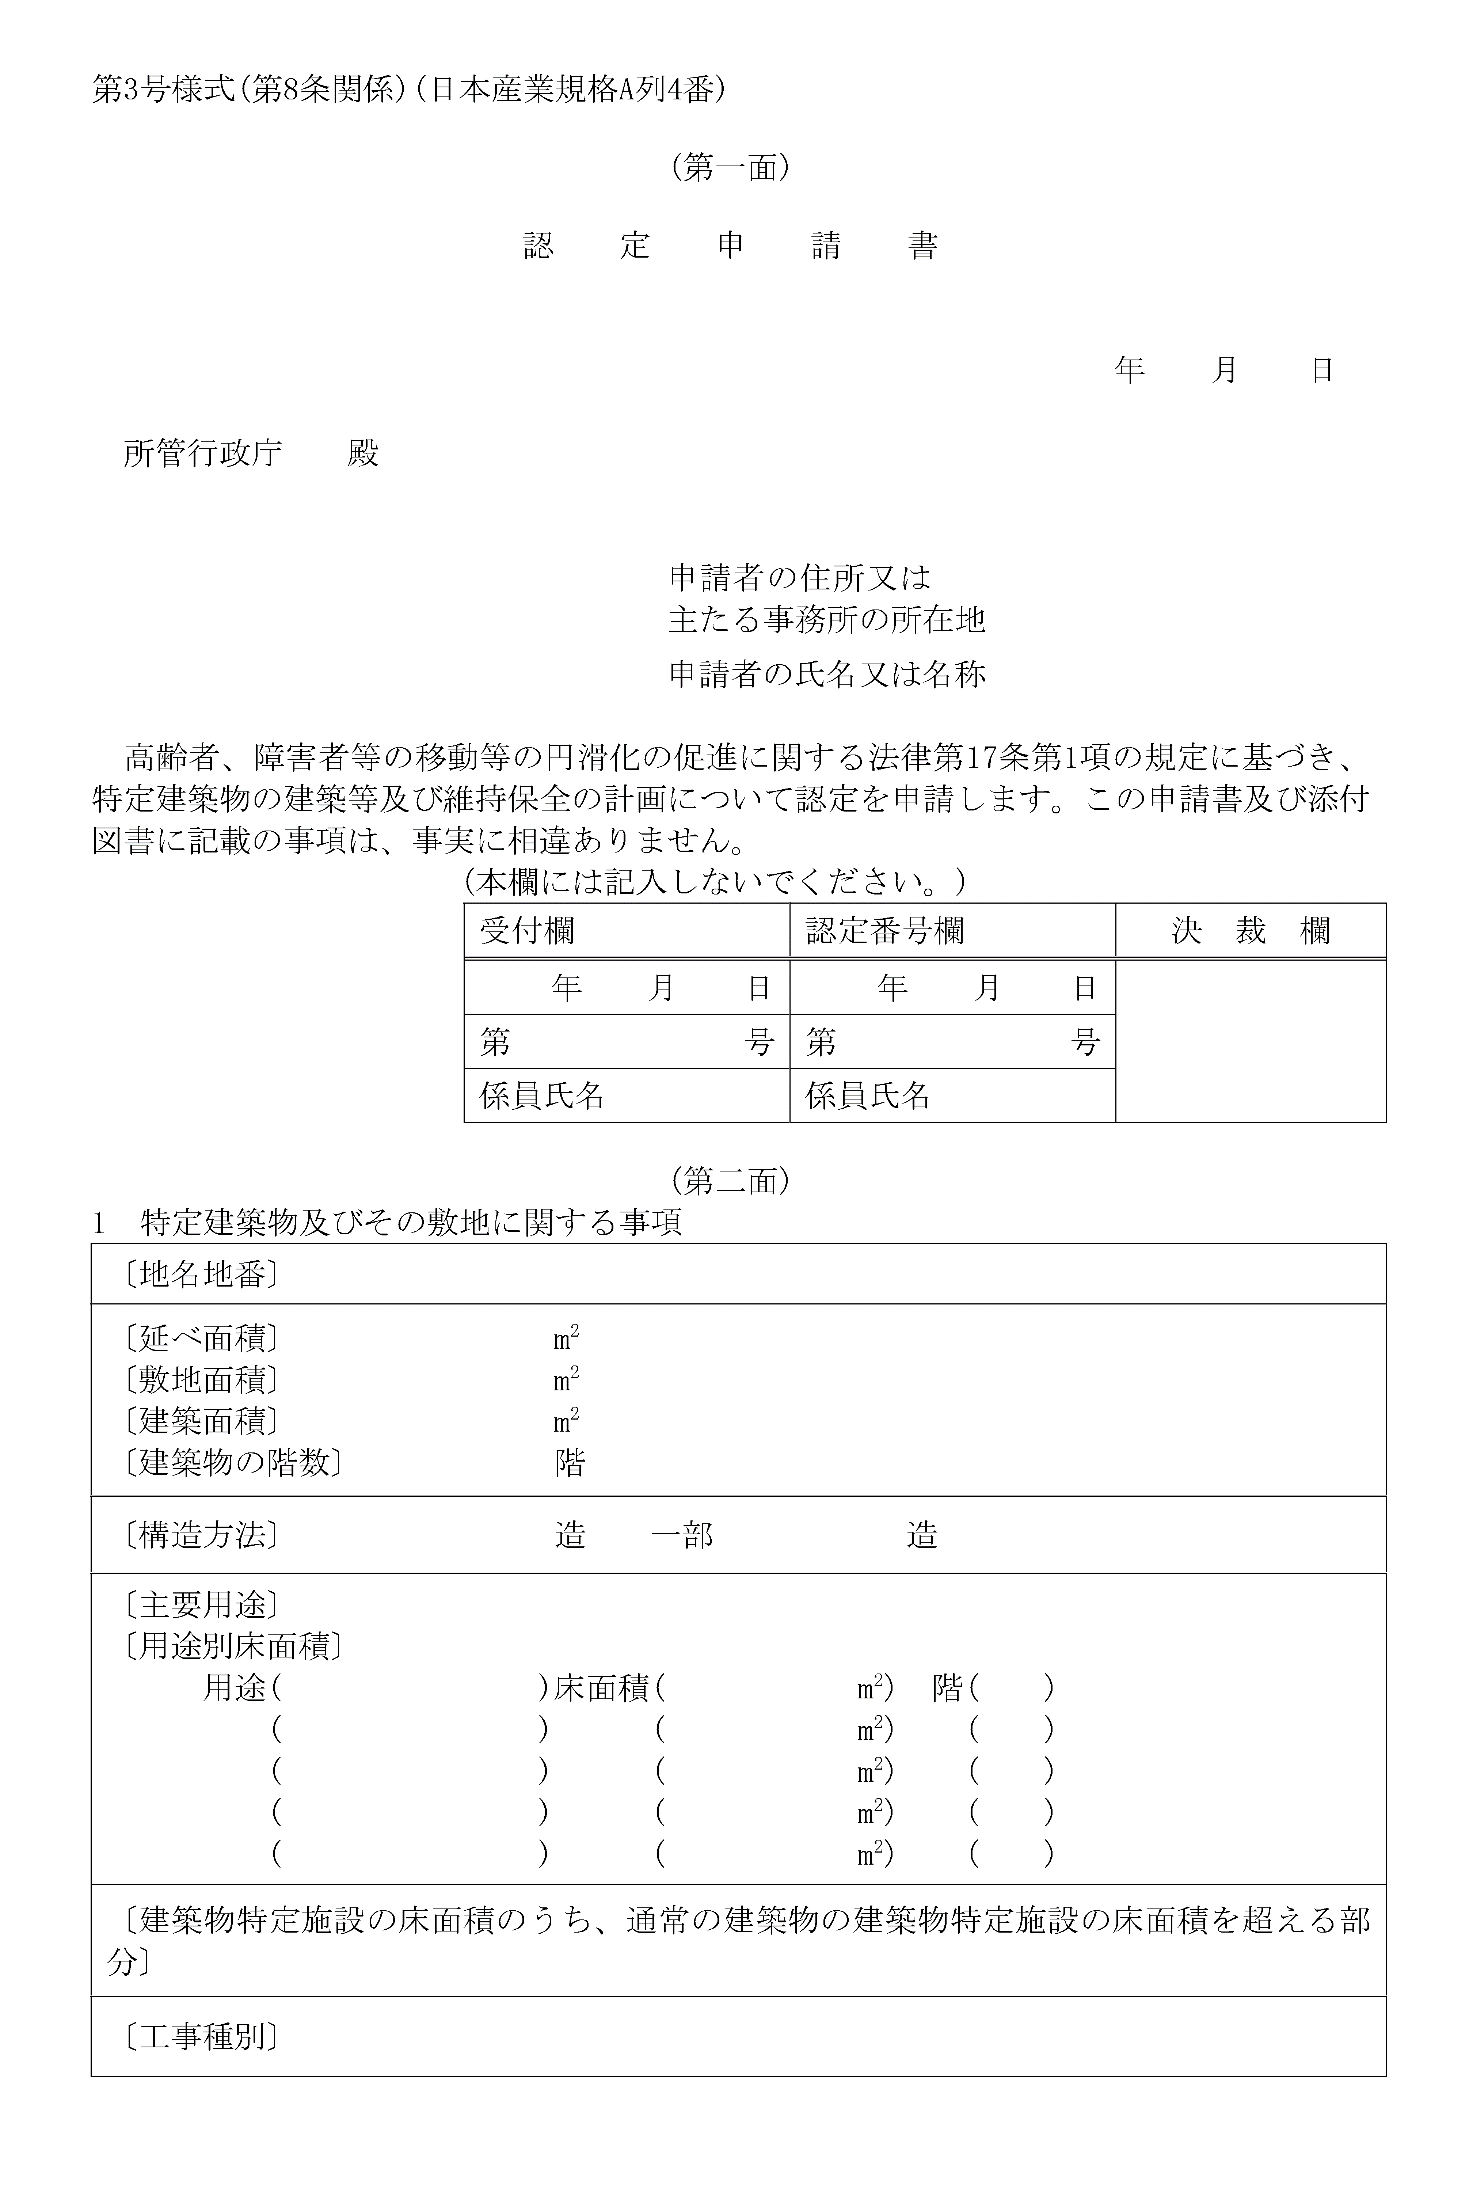 第3号様式(第8条関係)(日本産業規格A列4番)
(第一面)
認　定　申　請　書
年　月　日
所管行政庁　殿
申請者の住所又は
主たる事務所の所在地
申請者の氏名又は名称
高齢者、障害者等の移動等の円滑化の促進に関する法律第17条第1項の規定に基づき、
特定建築物の建築等及び維持保全の計画について認定を申請します。この申請書及び添付
図書に記載の事項は、事実に相違ありません。
(本欄には記入しないでください。)
受付欄　認定番号欄　決　裁　欄
年　月　日　年　月　日
第　号　第　号
係員氏名　係員氏名
(第二面)
1　特定建築物及びその敷地に関する事項
〔地名地番〕
〔延べ面積〕　m²
〔敷地面積〕　m²
〔建築面積〕　m²
〔建築物の階数〕　階
〔構造方法〕　造　一部　造
〔主要用途〕
〔用途別床面積〕
用途(　)床面積(　m²)　階(　)
(　)　(　m²)　(　)
(　)　(　m²)　(　)
(　)　(　m²)　(　)
(　)　(　m²)　(　)
〔建築物特定施設の床面積のうち、通常の建築物の建築物特定施設の床面積を超える部
分〕
〔工事種別〕